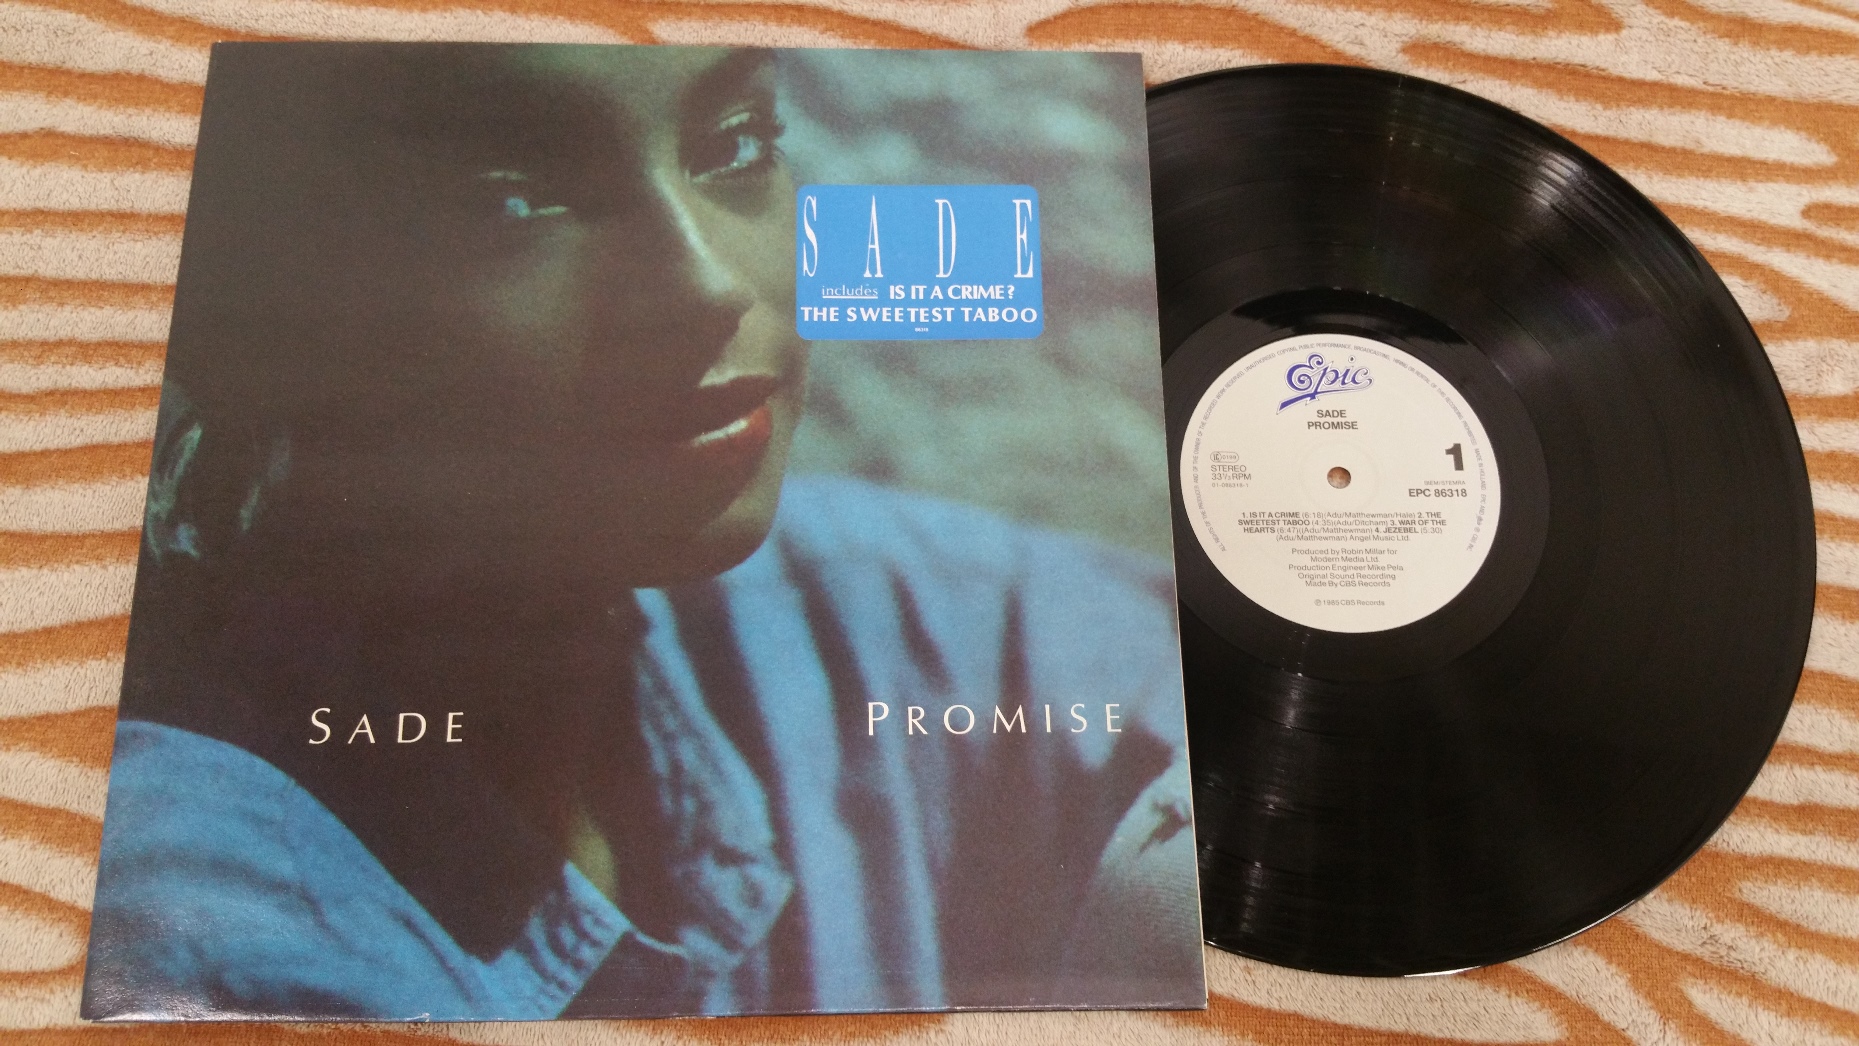 SADE
includes IS IT A CRIME?
THE SWEETEST TABOO
SADE
PROMISE
Epic
SADE
PROMISE
1
STEREO
33⅓ RPM
01-086318-1
BIEM/STEMRA
EPC 86318
1. IS IT A CRIME (6:18)(Adu/Matthewman/Hale) 2. THE
SWEETEST TABOO (4:35)(Adu/Ditcham) 3. WAR OF THE
HEARTS (6:47)(Adu/Matthewman) 4. JEZEBEL (5:30)
(Adu/Matthewman) Angel Music Ltd.
Produced by Robin Millar for
Modern Media Ltd.
Production Engineer Mike Pela
Original Sound Recording
Made By CBS Records
℗ 1985 CBS Records